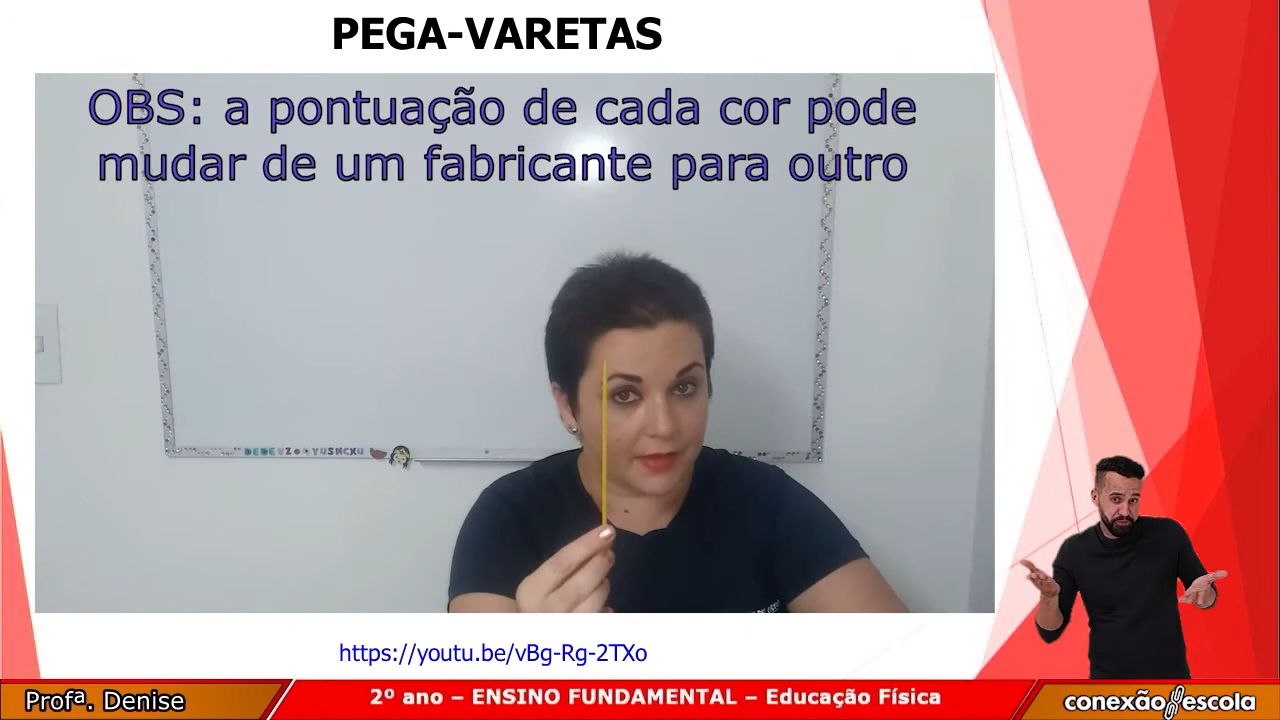 PEGA-VARETAS
OBS: a pontuação de cada cor pode
mudar de um fabricante para outro
https://youtu.be/vBg-Rg-2TXo
Profª. Denise
2º ano – ENSINO FUNDAMENTAL – Educação Física
conexão escola